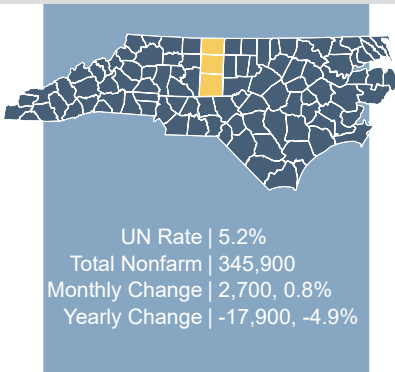 UN Rate | 5.2%
Total Nonfarm | 345,900
Monthly Change | 2,700, 0.8%
Yearly Change | -17,900, -4.9%